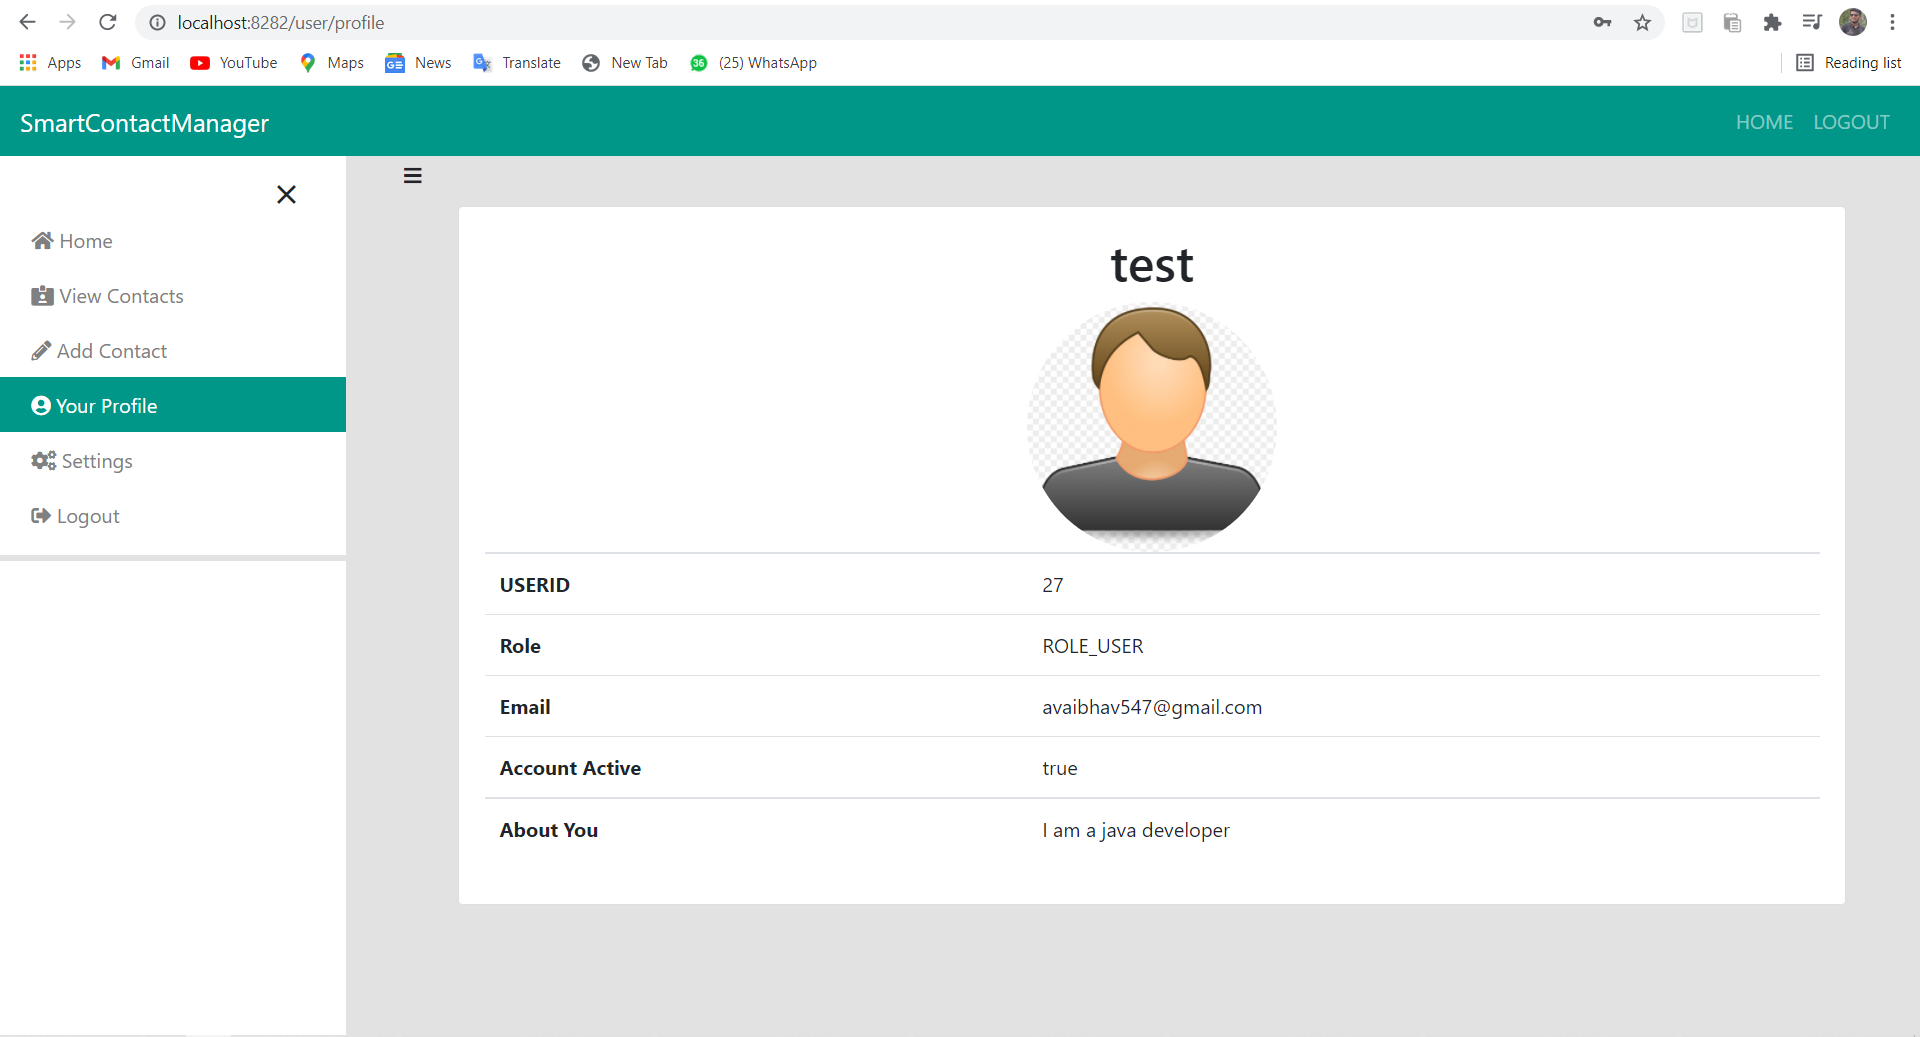 localhost:8282/user/profile
Apps Gmail YouTube Maps News Translate New Tab 36 (25) WhatsApp Reading list
SmartContactManager HOME LOGOUT
Home
View Contacts
Add Contact
Your Profile
Settings
Logout
test
USERID 27
Role ROLE_USER
Email avaibhav547@gmail.com
Account Active true
About You I am a java developer